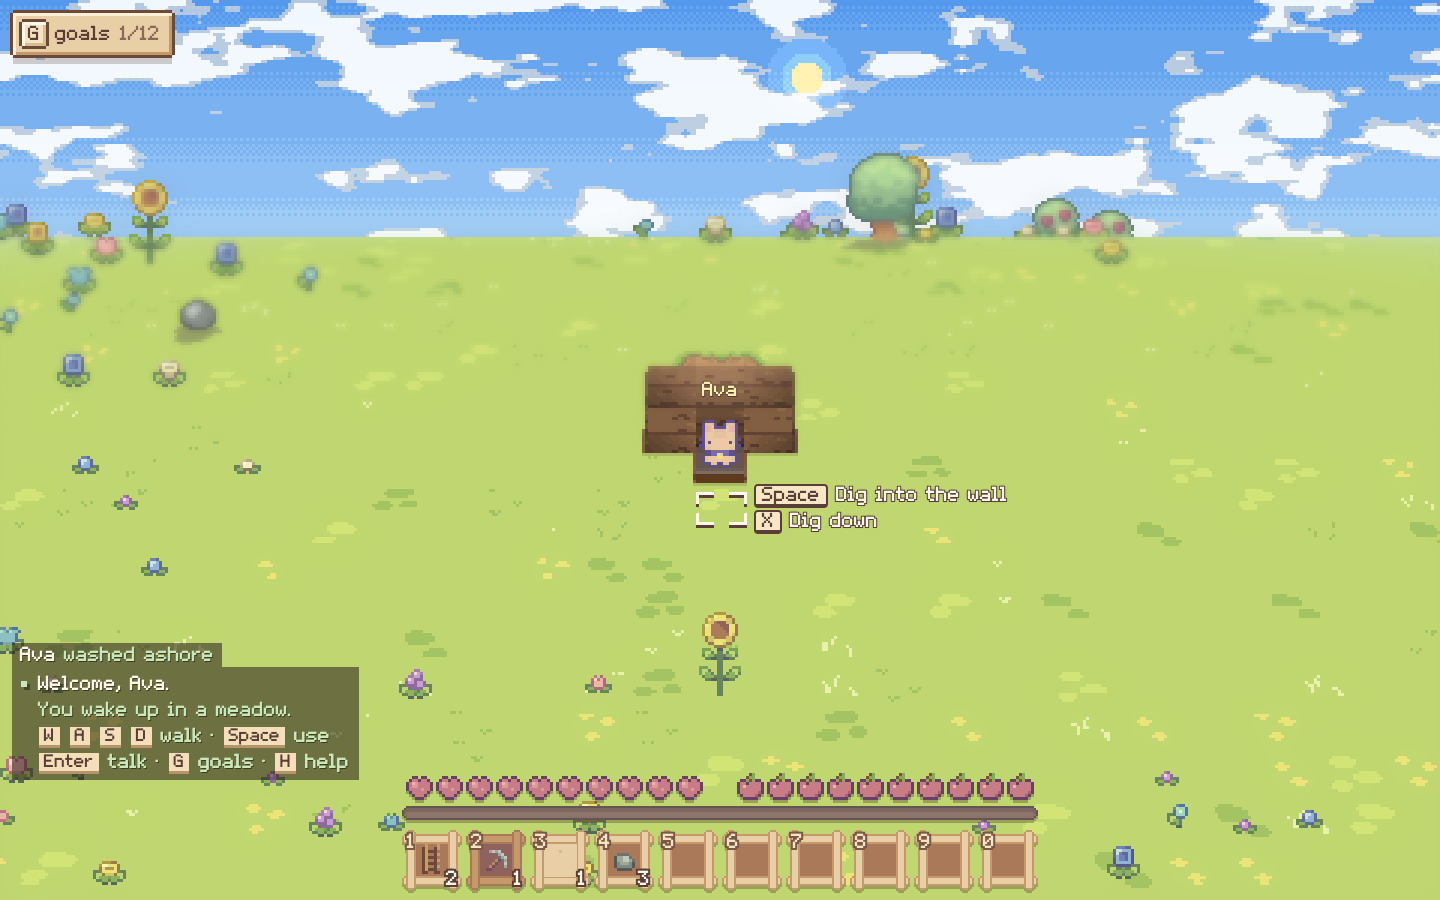 G goals 1/12
Ava
Space Dig into the wall
X Dig down
Ava washed ashore
Welcome, Ava.
You wake up in a meadow.
W A S D walk · Space use
Enter talk · G goals · H help
1 2 3 4 5 6 7 8 9 0
2 1 1 3